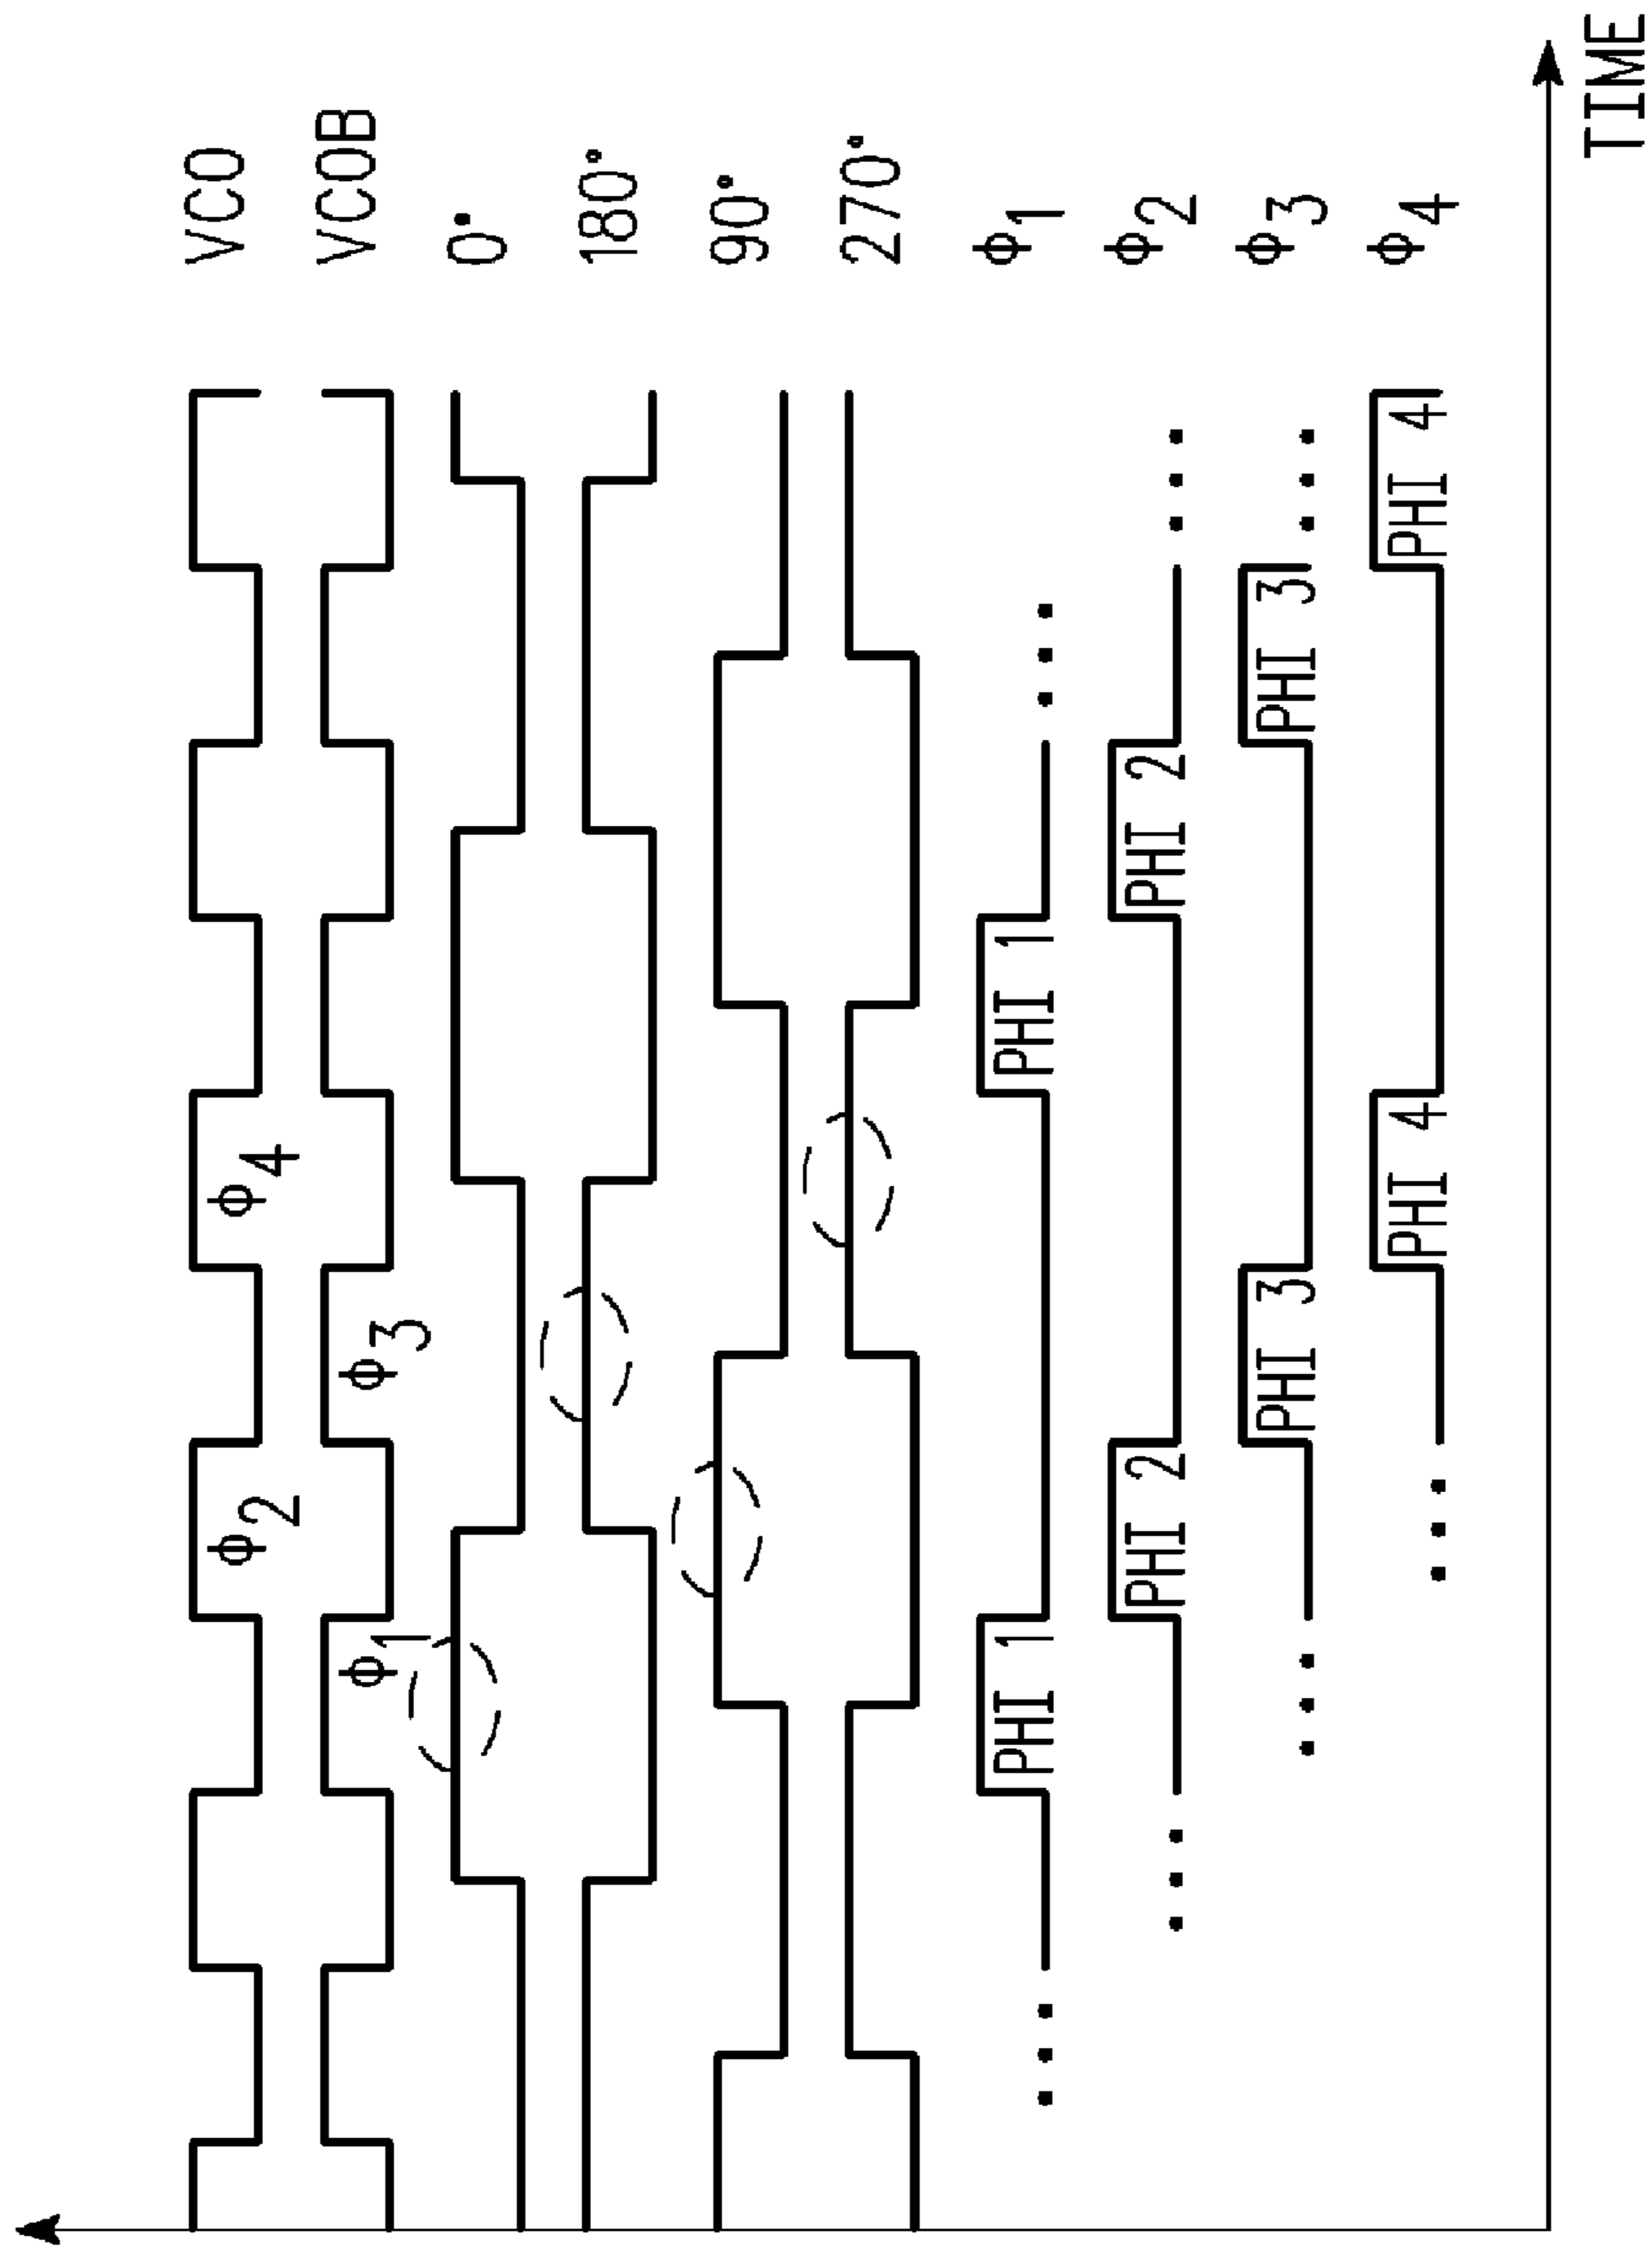 VCO
VCOB
0°
180°
90°
270°
Φ1
Φ2
Φ3
Φ4
Φ2
Φ4
Φ1
Φ3
PHI 1
PHI 1
PHI 2
PHI 2
PHI 3
PHI 3
PHI 4
PHI 4
TIME